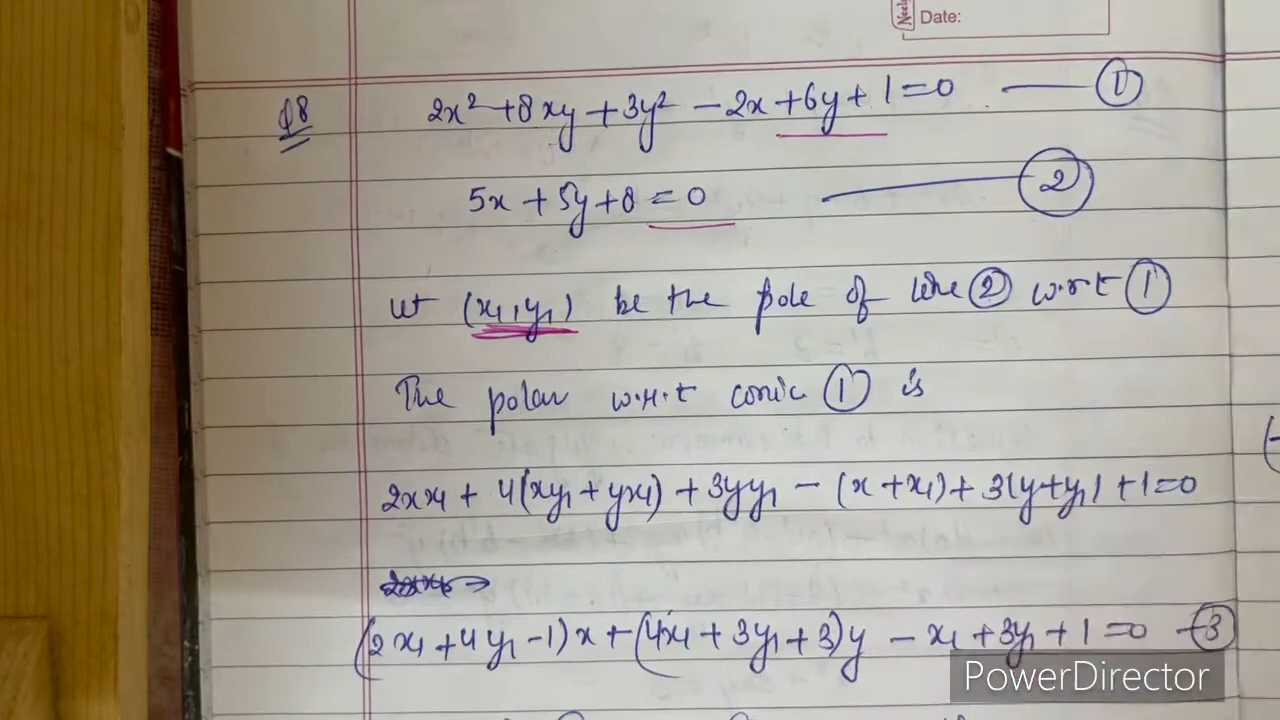 Neelg
Date:
Q8 2x² + 8xy + 3y² - 2x + 6y + 1 = 0 — ①
5x + 5y + 8 = 0 — ②
let (x₁, y₁) be the pole of line ② w.r.t ①
The polar w.r.t conic ① is
2xx₁ + 4(xy₁ + yx₁) + 3yy₁ - (x + x₁) + 3(y + y₁) + 1 = 0
(2x₁ + 4y₁ - 1)x + (4x₁ + 3y₁ + 3)y - x₁ + 3y₁ + 1 = 0 — ③
PowerDirector